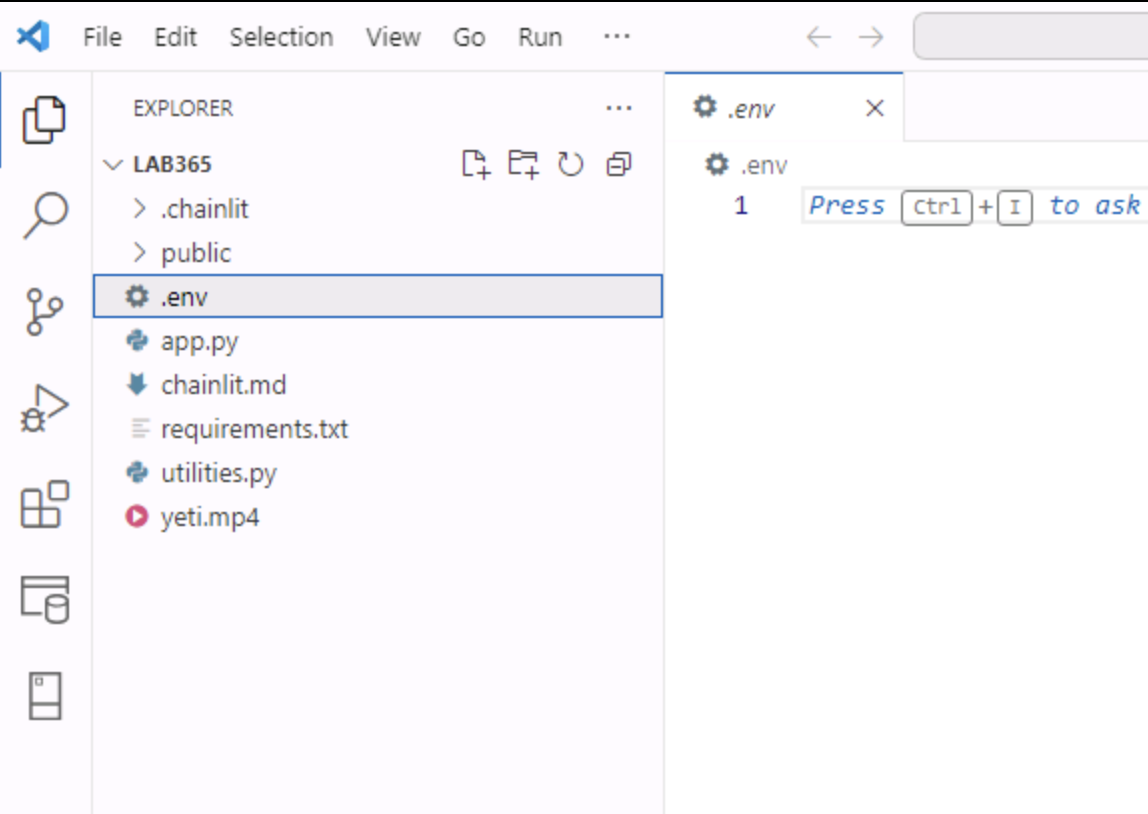 File Edit Selection View Go Run ...
EXPLORER ...
.env
LAB365
.env
.chainlit
1 Press Ctrl+I to ask
public
.env
app.py
chainlit.md
requirements.txt
utilities.py
yeti.mp4